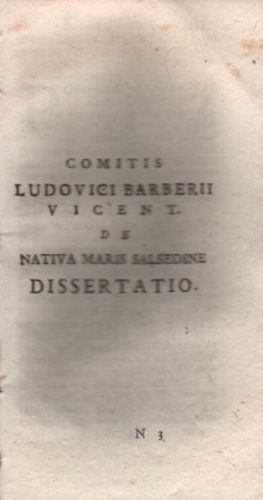 COMITIS
LUDOVICI BARBERII
VICENT.
DE
NATIVA MARIS SALSEDINE
DISSERTATIO.
N 3